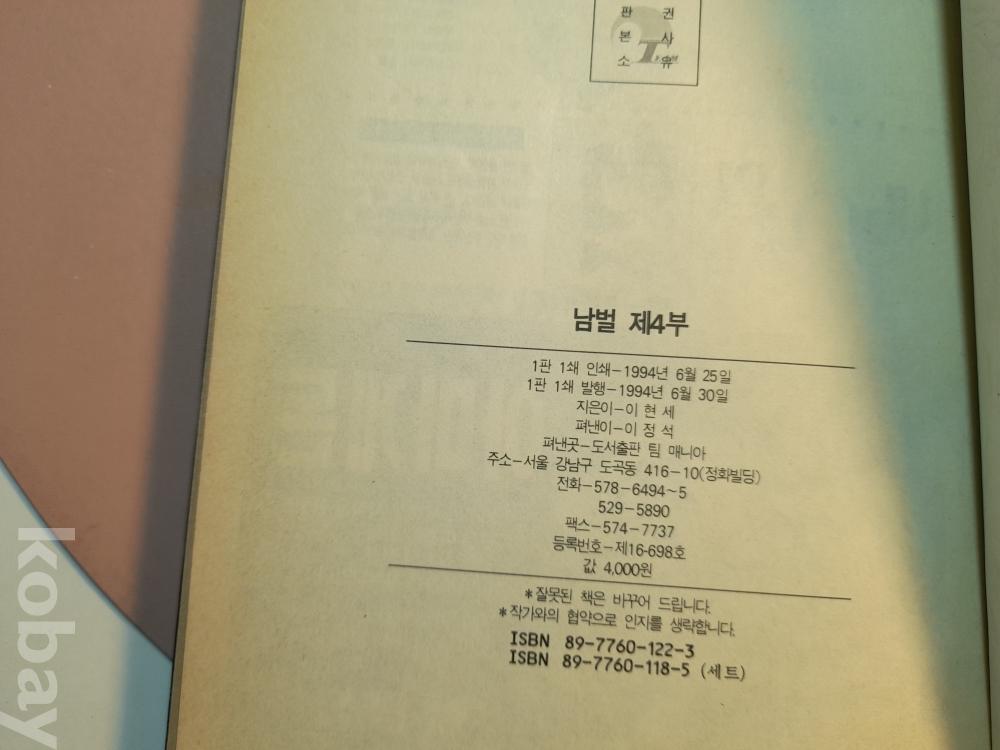 판 권
본 사
소 유
남벌 제4부
1판 1쇄 인쇄-1994년 6월 25일
1판 1쇄 발행-1994년 6월 30일
지은이-이 현 세
펴낸이-이 정 석
펴낸곳-도서출판 팀 매니아
주소-서울 강남구 도곡동 416-10(정화빌딩)
전화-578-6494~5
529-5890
팩스-574-7737
등록번호-제16-698호
값 4,000원
*잘못된 책은 바꾸어 드립니다.
*작가와의 협약으로 인지를 생략합니다.
ISBN 89-7760-122-3
ISBN 89-7760-118-5 (세트)
kobay